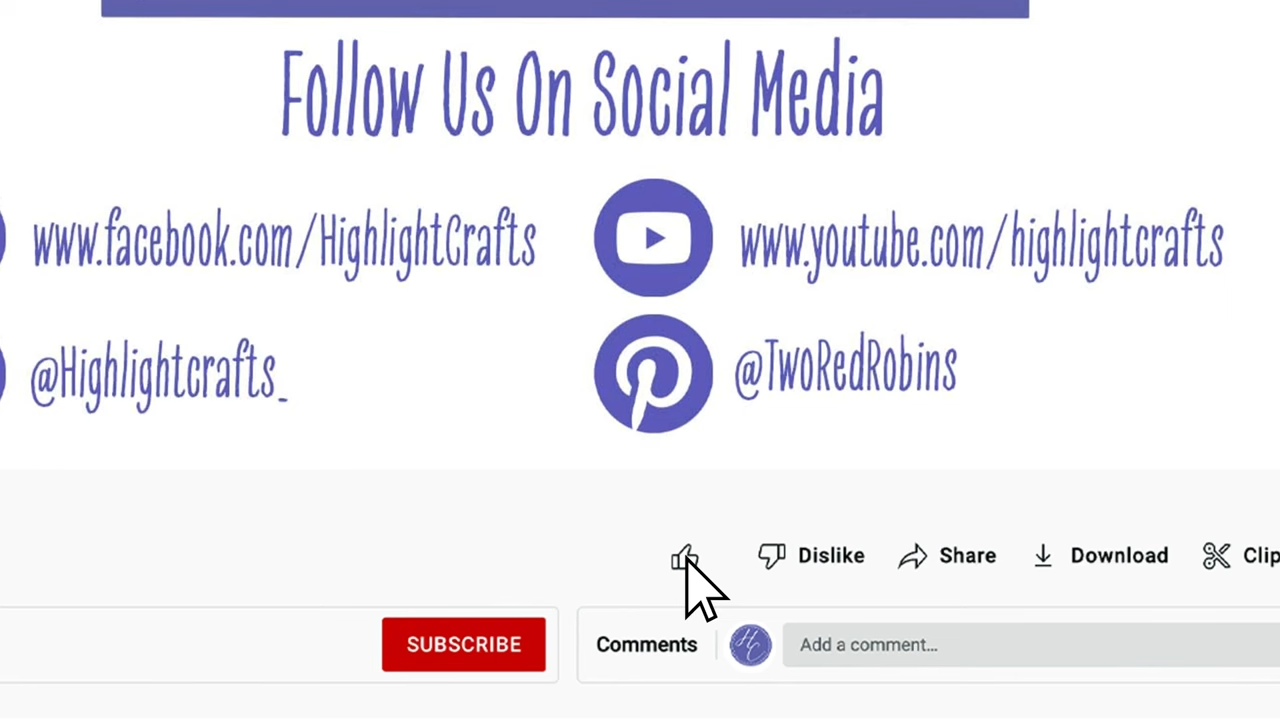 Follow Us On Social Media
www.facebook.com/HighlightCrafts
www.youtube.com/highlightcrafts
@Highlightcrafts_
@TwoRedRobins
Dislike Share Download Clip
SUBSCRIBE Comments HC Add a comment...